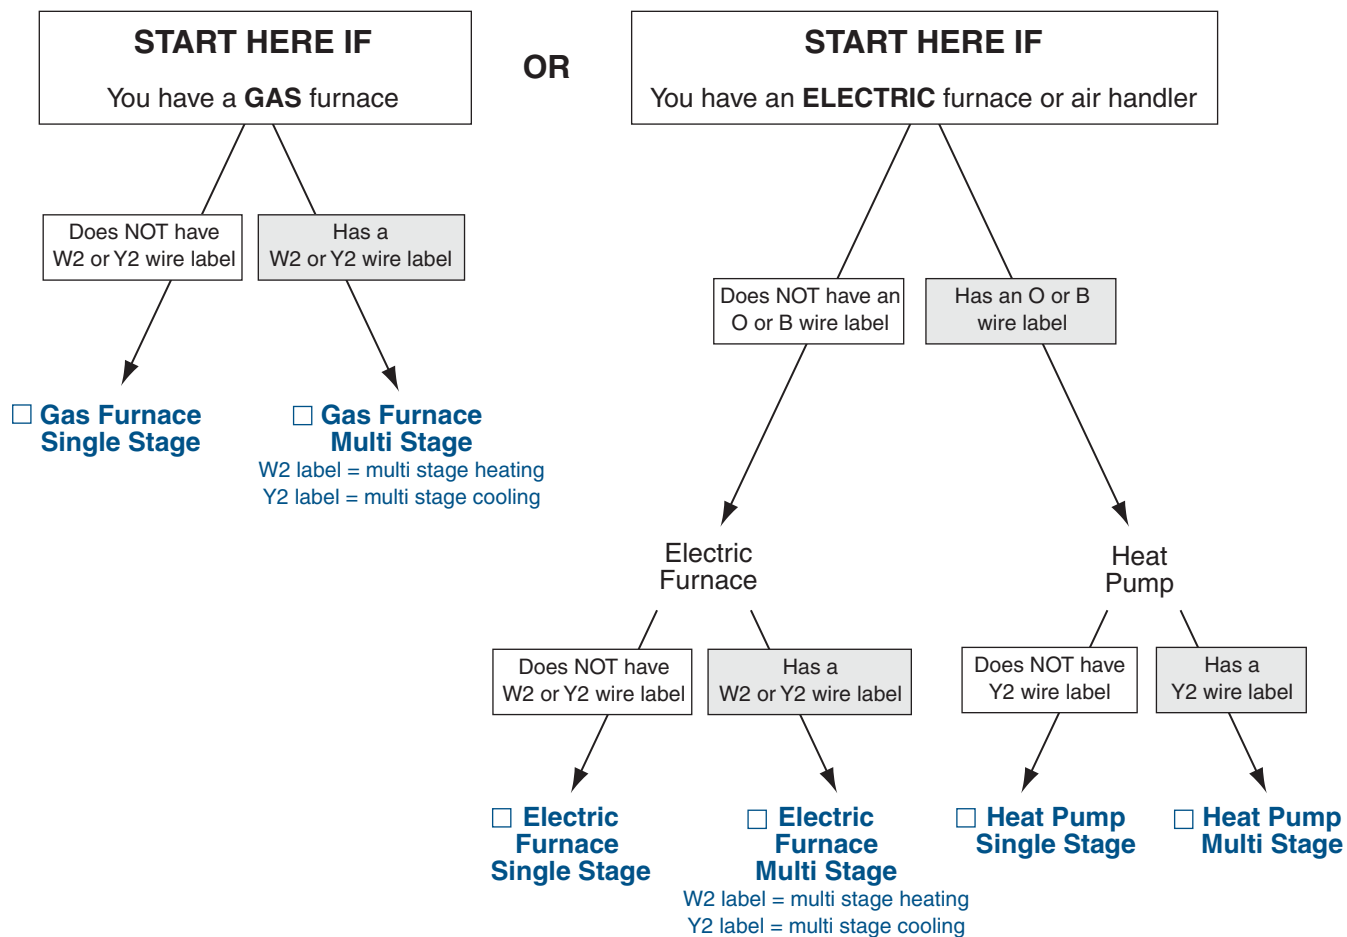 START HERE IF
You have a GAS furnace
OR
START HERE IF
You have an ELECTRIC furnace or air handler
Does NOT have
W2 or Y2 wire label
Has a
W2 or Y2 wire label
Does NOT have an
O or B wire label
Has an O or B
wire label
Gas Furnace
Single Stage
Gas Furnace
Multi Stage
W2 label = multi stage heating
Y2 label = multi stage cooling
Electric
Furnace
Heat
Pump
Does NOT have
W2 or Y2 wire label
Has a
W2 or Y2 wire label
Does NOT have
Y2 wire label
Has a
Y2 wire label
Electric
Furnace
Single Stage
Electric
Furnace
Multi Stage
W2 label = multi stage heating
Y2 label = multi stage cooling
Heat Pump
Single Stage
Heat Pump
Multi Stage